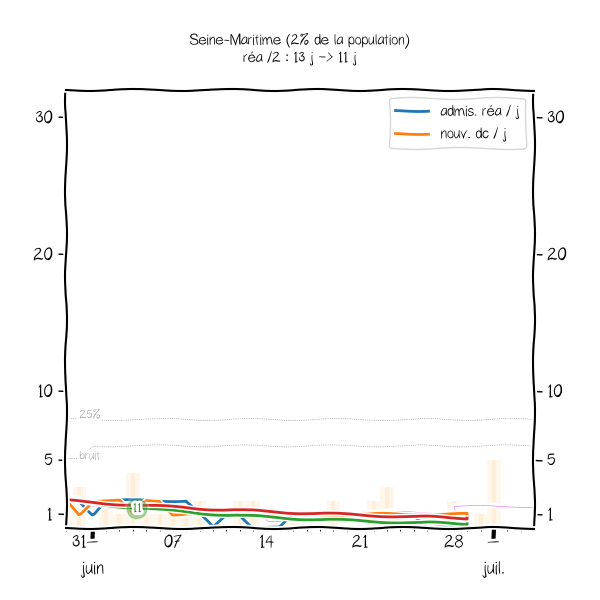 Seine-Maritime (2% de la population)
réa /2 : 13 j -> 11 j
admis. réa / j
nouv. dc / j
30 30
20 20
10 10
25%
bruit
5 5
11
1 1
31 07 14 21 28
juin juil.